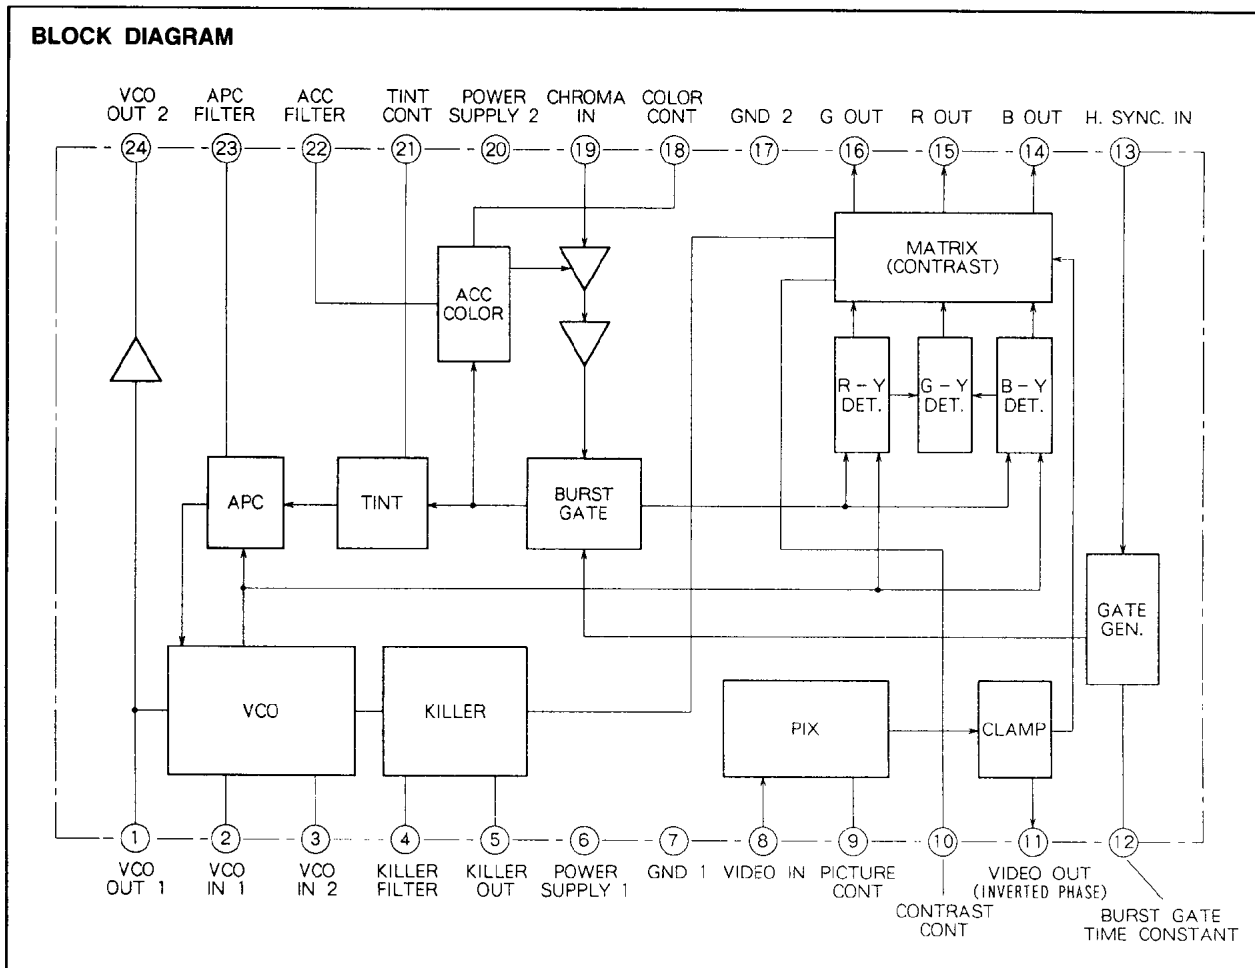 BLOCK DIAGRAM
VCO
OUT 2
APC
FILTER
ACC
FILTER
TINT
CONT
POWER
SUPPLY 2
CHROMA
IN
COLOR
CONT
GND 2
G OUT
R OUT
B OUT
H. SYNC. IN
24
23
22
21
20
19
18
17
16
15
14
13
MATRIX
(CONTRAST)
ACC
COLOR
R – Y
DET.
G – Y
DET.
B – Y
DET.
APC
TINT
BURST
GATE
GATE
GEN.
VCO
KILLER
PIX
CLAMP
1
2
3
4
5
6
7
8
9
10
11
12
VCO
OUT 1
VCO
IN 1
VCO
IN 2
KILLER
FILTER
KILLER
OUT
POWER
SUPPLY 1
GND 1
VIDEO IN
PICTURE
CONT
CONTRAST
CONT
VIDEO OUT
(INVERTED PHASE)
BURST GATE
TIME CONSTANT